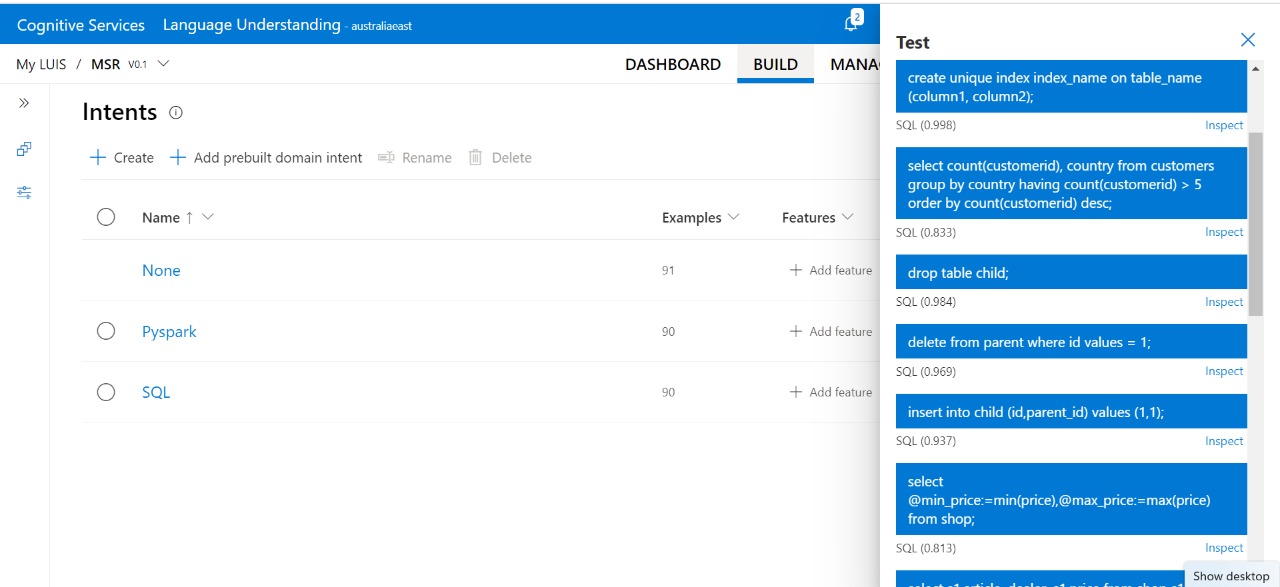 Cognitive Services Language Understanding - australiaeast 2
My LUIS / MSR V0.1 DASHBOARD BUILD MANA
Intents
Create Add prebuilt domain intent Rename Delete
Name ↑ Examples Features
None 91 + Add feature
Pyspark 90 + Add feature
SQL 90 + Add feature
Test
create unique index index_name on table_name
(column1, column2);
SQL (0.998) Inspect
select count(customerid), country from customers
group by country having count(customerid) > 5
order by count(customerid) desc;
SQL (0.833) Inspect
drop table child;
SQL (0.984) Inspect
delete from parent where id values = 1;
SQL (0.969) Inspect
insert into child (id,parent_id) values (1,1);
SQL (0.937) Inspect
select
@min_price:=min(price),@max_price:=max(price)
from shop;
SQL (0.813) Inspect
Show desktop